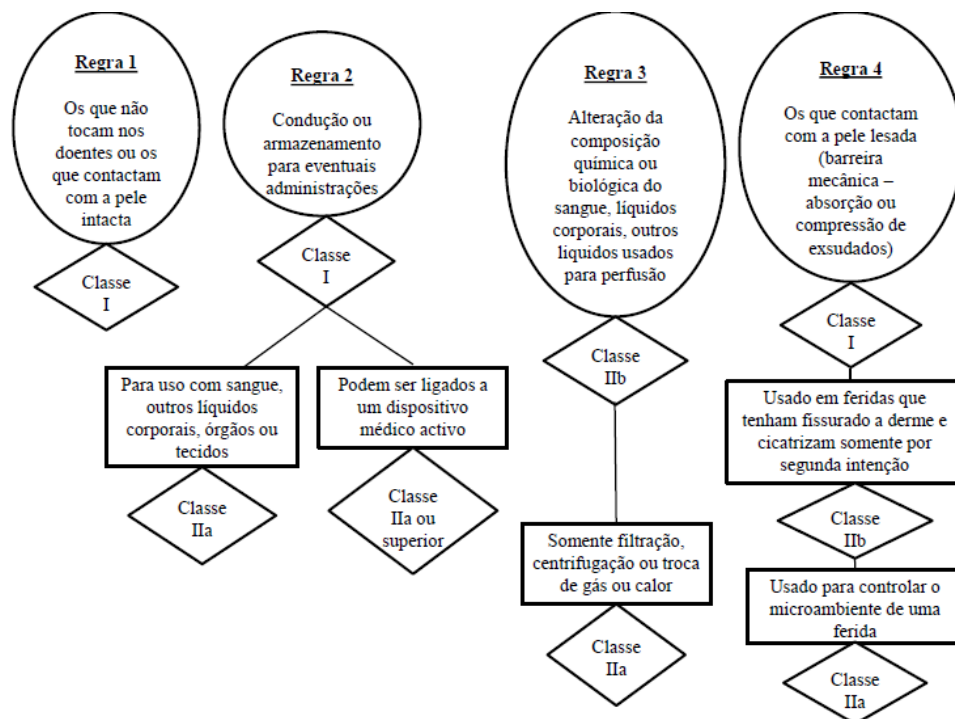 Regra 1
Os que não
tocam nos
doentes ou os
que contactam
com a pele
intacta
Classe
I
Regra 2
Condução ou
armazenamento
para eventuais
administrações
Classe
I
Para uso com sangue,
outros líquidos
corporais, órgãos ou
tecidos
Classe
IIa
Podem ser ligados a
um dispositivo
médico activo
Classe
IIa ou
superior
Regra 3
Alteração da
composição
química ou
biológica do
sangue, líquidos
corporais, outros
liquidos usados
para perfusão
Classe
IIb
Somente filtração,
centrifugação ou troca
de gás ou calor
Classe
IIa
Regra 4
Os que contactam
com a pele lesada
(barreira
mecânica –
absorção ou
compressão de
exsudados)
Classe
I
Usado em feridas que
tenham fissurado a derme e
cicatrizam somente por
segunda intenção
Classe
IIb
Usado para controlar o
microambiente de uma
ferida
Classe
IIa